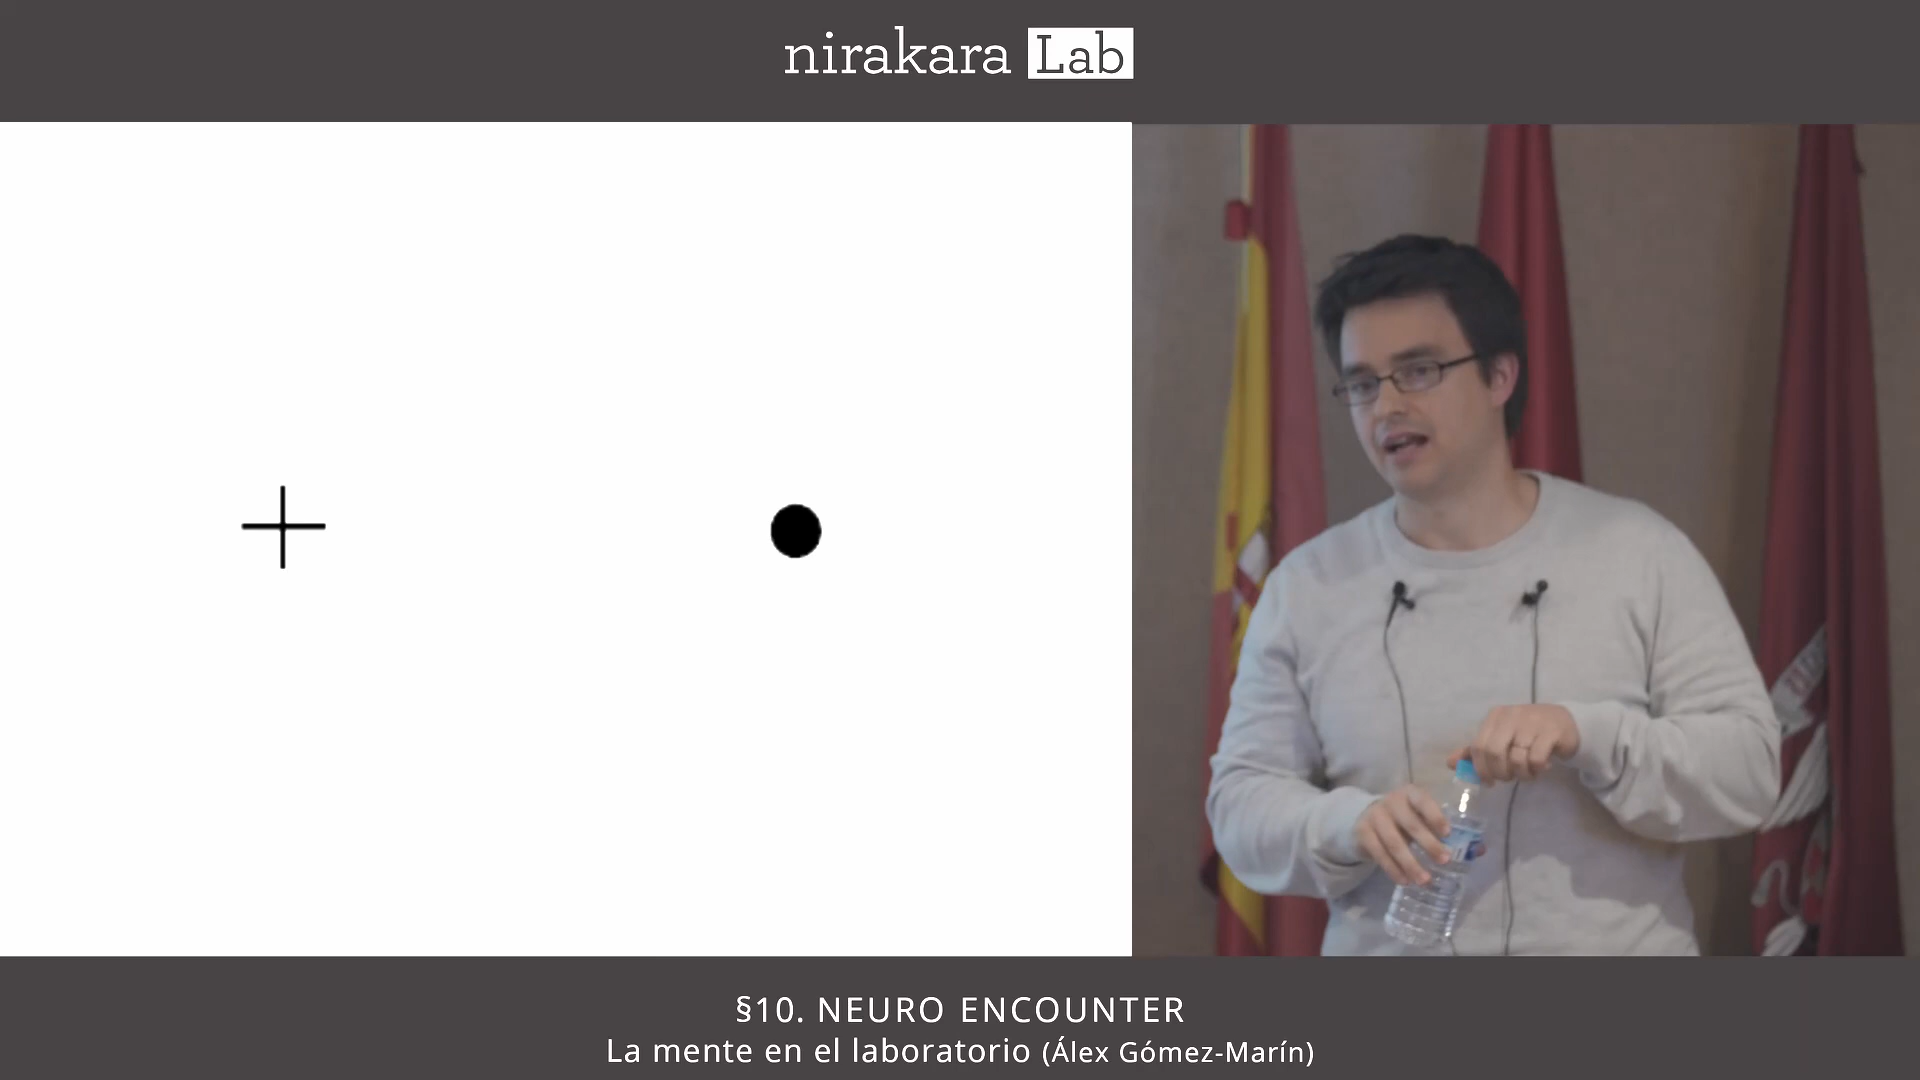 nirakara Lab
§10. NEURO ENCOUNTER
La mente en el laboratorio (Álex Gómez-Marín)